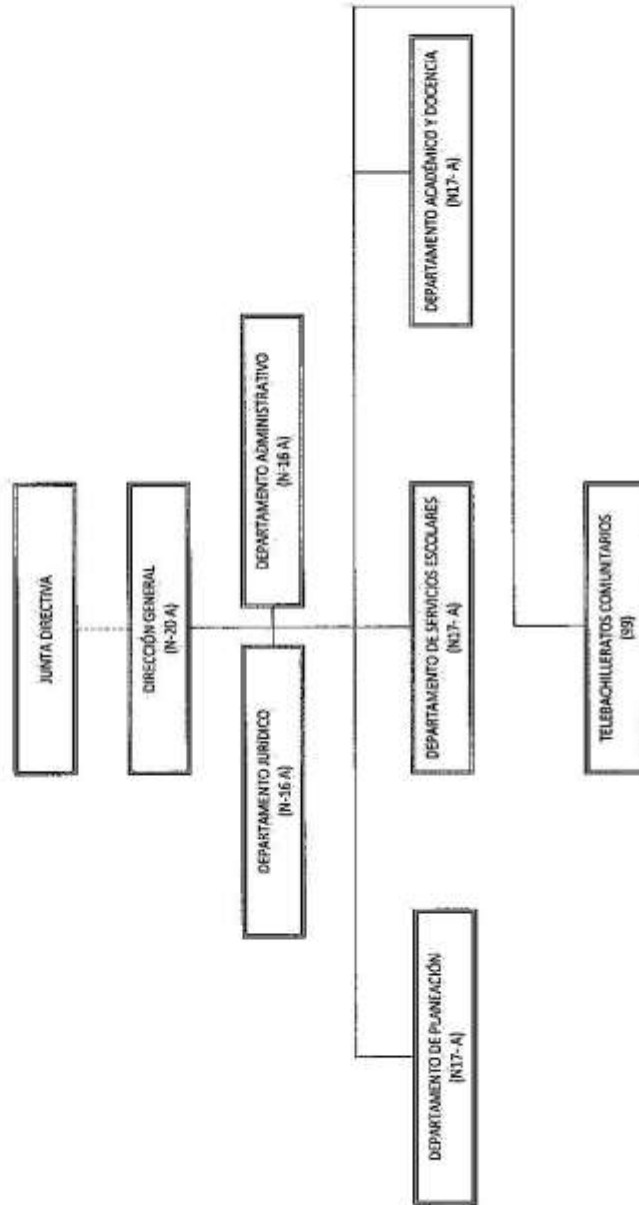 JUNTA DIRECTIVA
DIRECCIÓN GENERAL
(N-20 A)
DEPARTAMENTO JURÍDICO
(N-16 A)
DEPARTAMENTO ADMINISTRATIVO
(N-16 A)
DEPARTAMENTO DE PLANEACIÓN
(N17- A)
DEPARTAMENTO DE SERVICIOS ESCOLARES
(N17- A)
DEPARTAMENTO ACADÉMICO Y DOCENCIA
(N17- A)
TELEBACHILLERATOS COMUNITARIOS
(99)